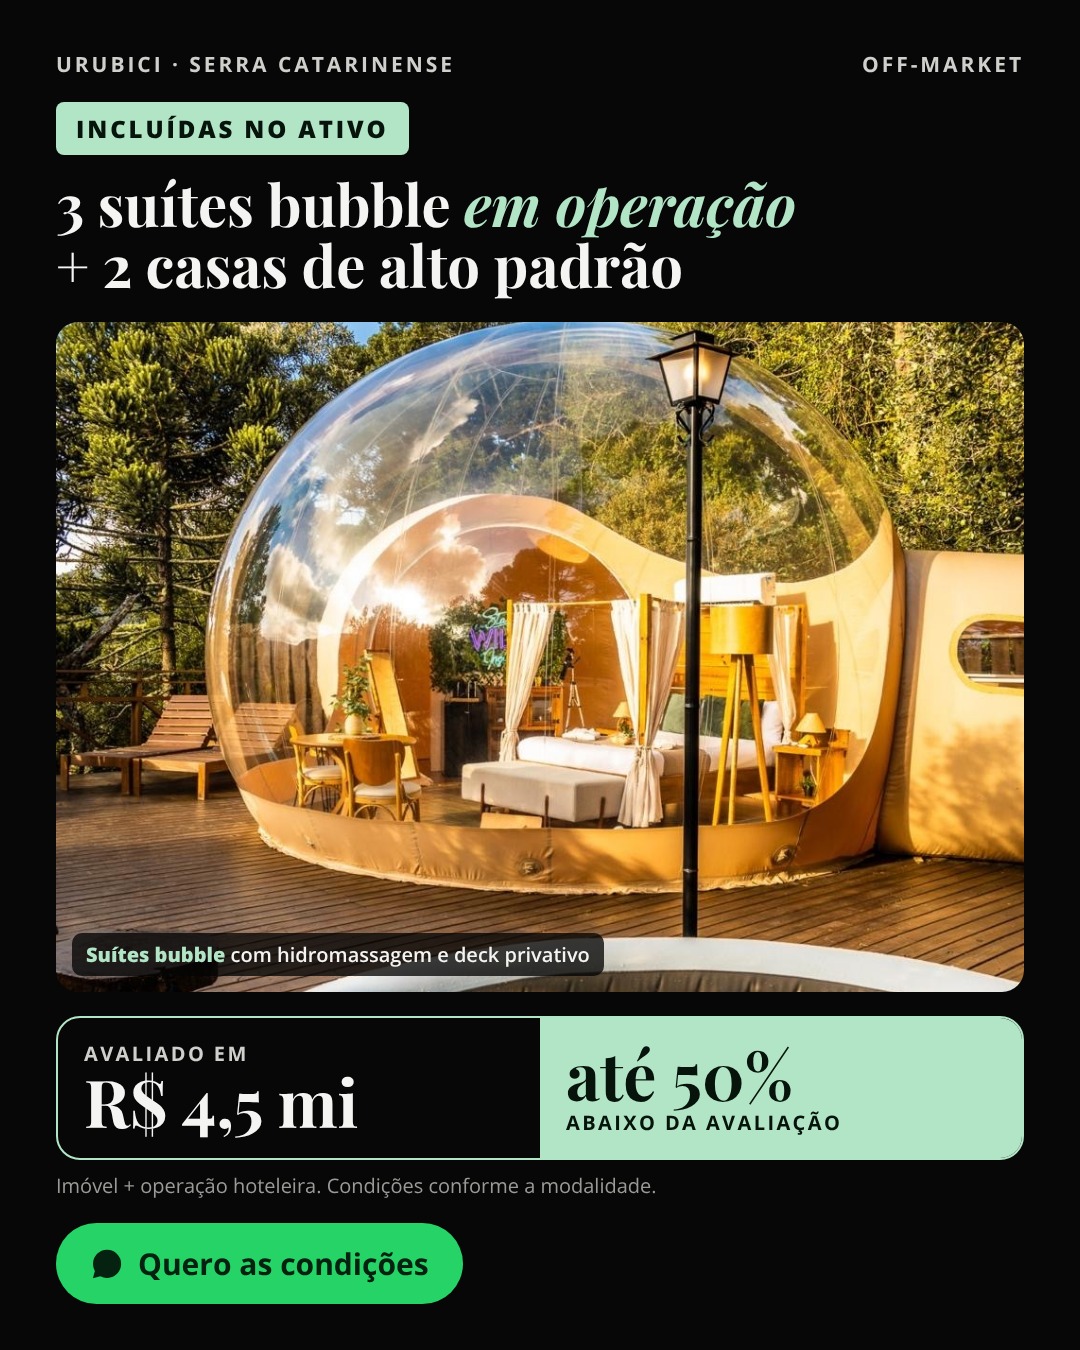 URUBICI · SERRA CATARINENSE
OFF-MARKET
INCLUÍDAS NO ATIVO
3 suítes bubble em operação
+ 2 casas de alto padrão
Suítes bubble com hidromassagem e deck privativo
AVALIADO EM
R$ 4,5 mi
até 50%
ABAIXO DA AVALIAÇÃO
Imóvel + operação hoteleira. Condições conforme a modalidade.
Quero as condições